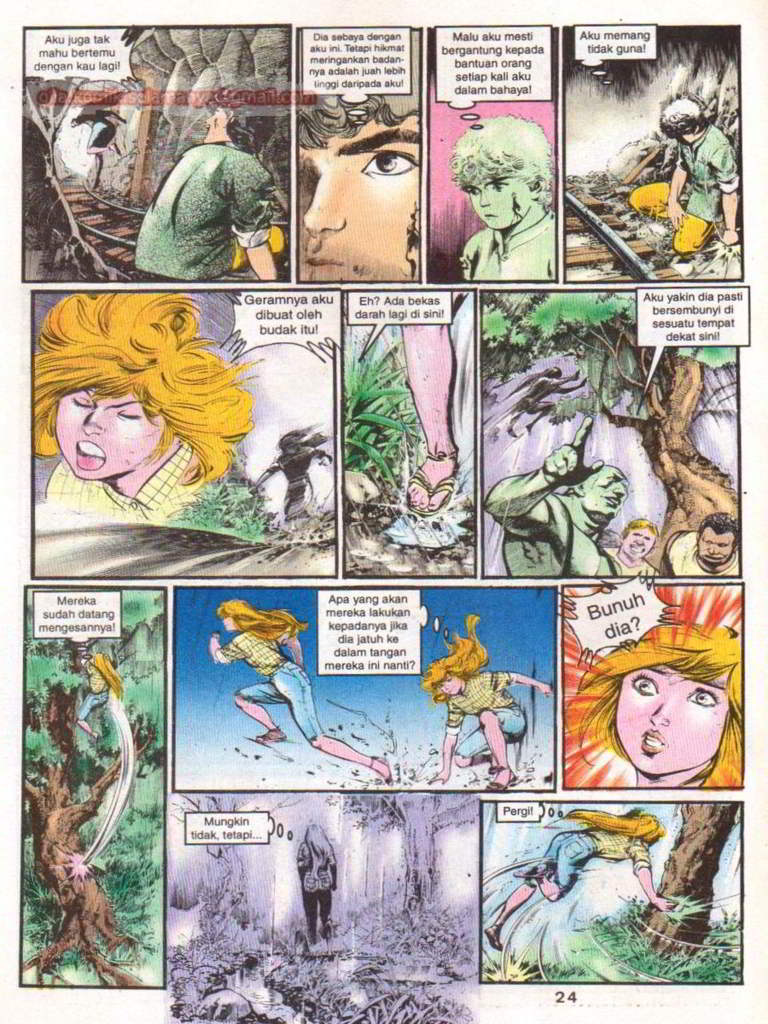 Aku juga tak
mahu bertemu
dengan kau lagi!
Dia sebaya dengan
aku ini. Tetapi hikmat
meringankan badan-
nya adalah juah lebih
tinggi daripada aku!
Malu aku mesti
bergantung kepada
bantuan orang
setiap kali aku
dalam bahaya!
Aku memang
tidak guna!
Geramnya aku
dibuat oleh
budak itu!
Eh? Ada bekas
darah lagi di sini!
Aku yakin dia pasti
bersembunyi di
sesuatu tempat
dekat sini!
Mereka
sudah datang
mengesannya!
Apa yang akan
mereka lakukan
kepadanya jika
dia jatuh ke
dalam tangan
mereka ini nanti?
Bunuh
dia?
Mungkin
tidak, tetapi...
Pergi!
24